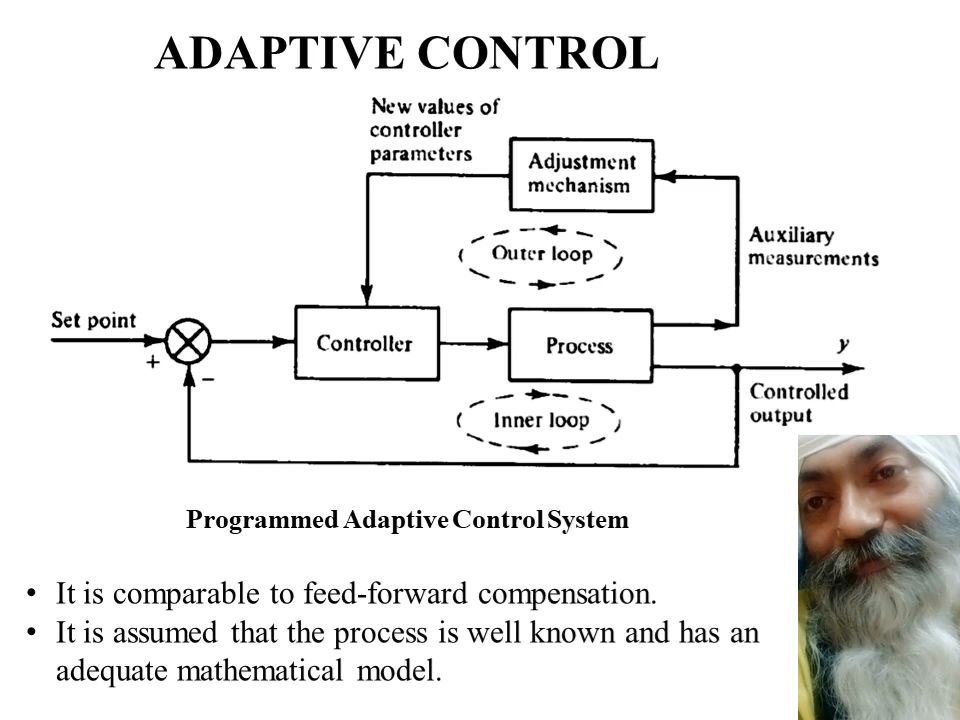 ADAPTIVE CONTROL
New values of
controller
parameters
Adjustment
mechanism
Outer loop
Auxiliary
measurements
Set point
+
−
Controller
Process
y
Controlled
output
Inner loop
Programmed Adaptive Control System
• It is comparable to feed-forward compensation.
• It is assumed that the process is well known and has an
adequate mathematical model.